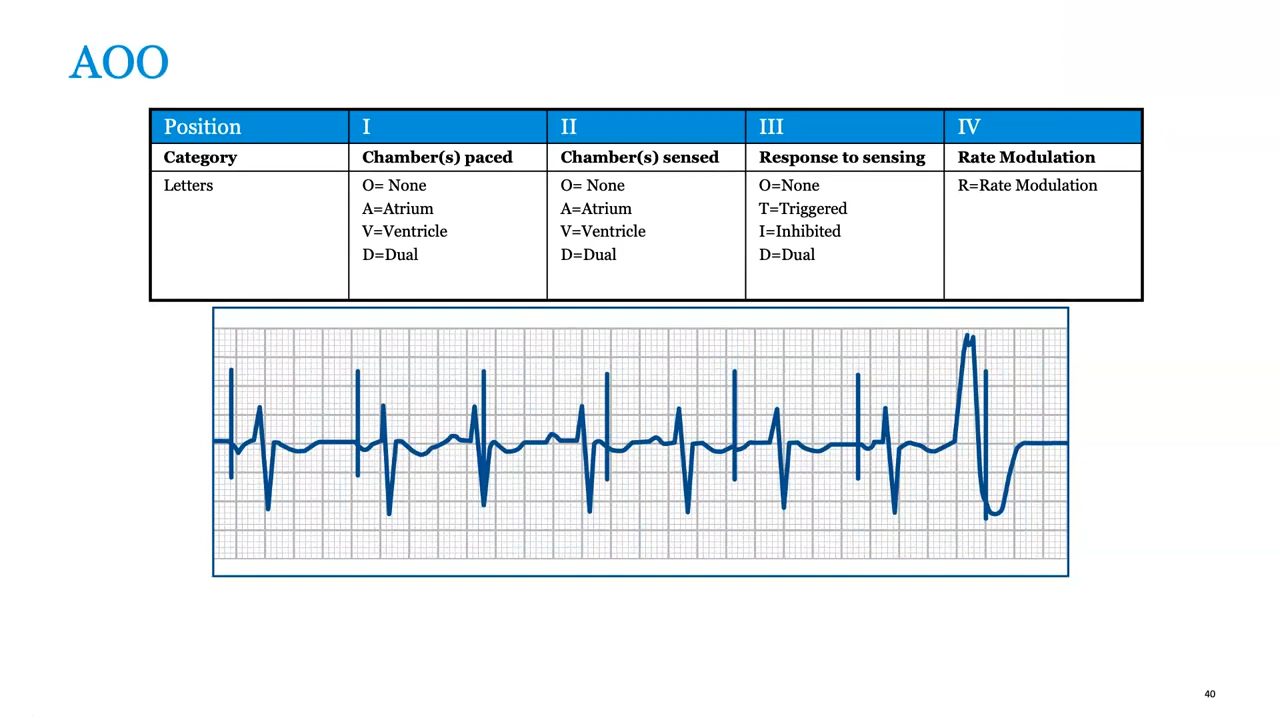 AOO
Position I II III IV
Category Chamber(s) paced Chamber(s) sensed Response to sensing Rate Modulation
Letters O= None O= None O=None R=Rate Modulation
A=Atrium A=Atrium T=Triggered
V=Ventricle V=Ventricle I=Inhibited
D=Dual D=Dual D=Dual
40